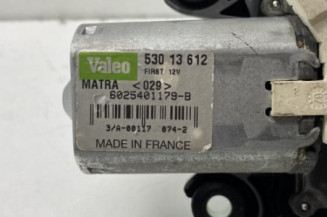 Valeo
530 13 612
FIRST 12V
MATRA <029>
6025401179-B
3/A-00117 074-2
MADE IN FRANCE